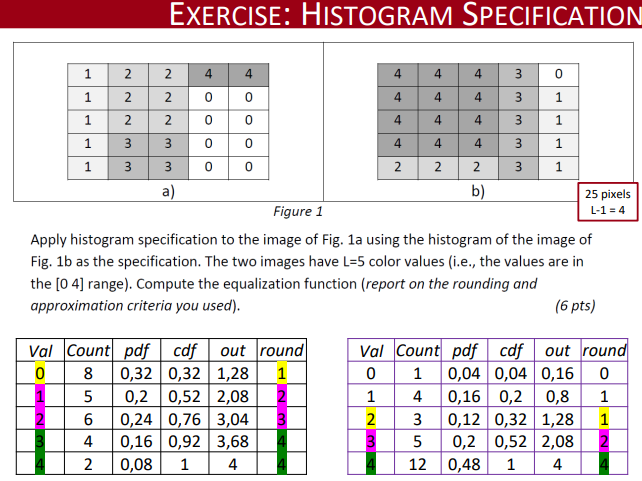 EXERCISE: HISTOGRAM SPECIFICATION
1 2 2 4 4
1 2 2 0 0
1 2 2 0 0
1 3 3 0 0
1 3 3 0 0
a)
4 4 4 3 0
4 4 4 3 1
4 4 4 3 1
4 4 4 3 1
2 2 2 3 1
b)
25 pixels
L-1 = 4
Figure 1
Apply histogram specification to the image of Fig. 1a using the histogram of the image of
Fig. 1b as the specification. The two images have L=5 color values (i.e., the values are in
the [0 4] range). Compute the equalization function (report on the rounding and
approximation criteria you used). (6 pts)
Val Count pdf cdf out round
0 8 0,32 0,32 1,28 1
1 5 0,2 0,52 2,08 2
2 6 0,24 0,76 3,04 3
3 4 0,16 0,92 3,68 4
4 2 0,08 1 4 4
Val Count pdf cdf out round
0 1 0,04 0,04 0,16 0
1 4 0,16 0,2 0,8 1
2 3 0,12 0,32 1,28 1
3 5 0,2 0,52 2,08 2
4 12 0,48 1 4 4